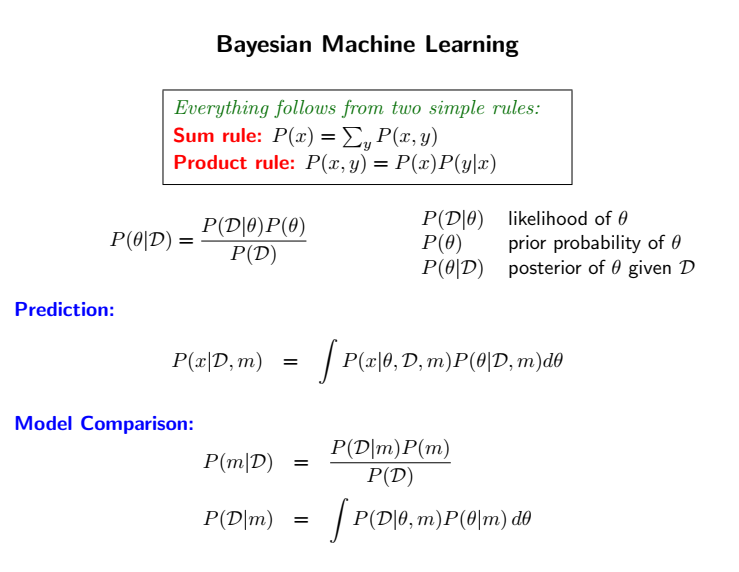 Bayesian Machine Learning
Everything follows from two simple rules:
Sum rule: P(x) = ∑_y P(x, y)
Product rule: P(x, y) = P(x)P(y|x)
P(θ|𝒟) = P(𝒟|θ)P(θ) / P(𝒟)
P(𝒟|θ) likelihood of θ
P(θ) prior probability of θ
P(θ|𝒟) posterior of θ given 𝒟
Prediction:
P(x|𝒟, m) = ∫ P(x|θ, 𝒟, m)P(θ|𝒟, m)dθ
Model Comparison:
P(m|𝒟) = P(𝒟|m)P(m) / P(𝒟)
P(𝒟|m) = ∫ P(𝒟|θ, m)P(θ|m) dθ